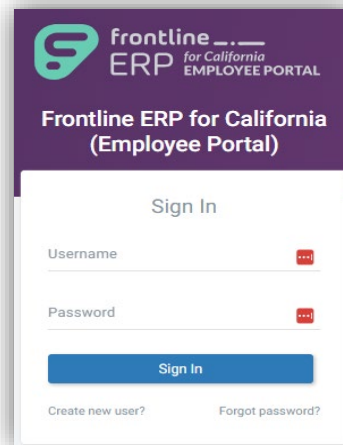 frontline
ERP for California
EMPLOYEE PORTAL
Frontline ERP for California
(Employee Portal)
Sign In
Username
Password
Sign In
Create new user?
Forgot password?